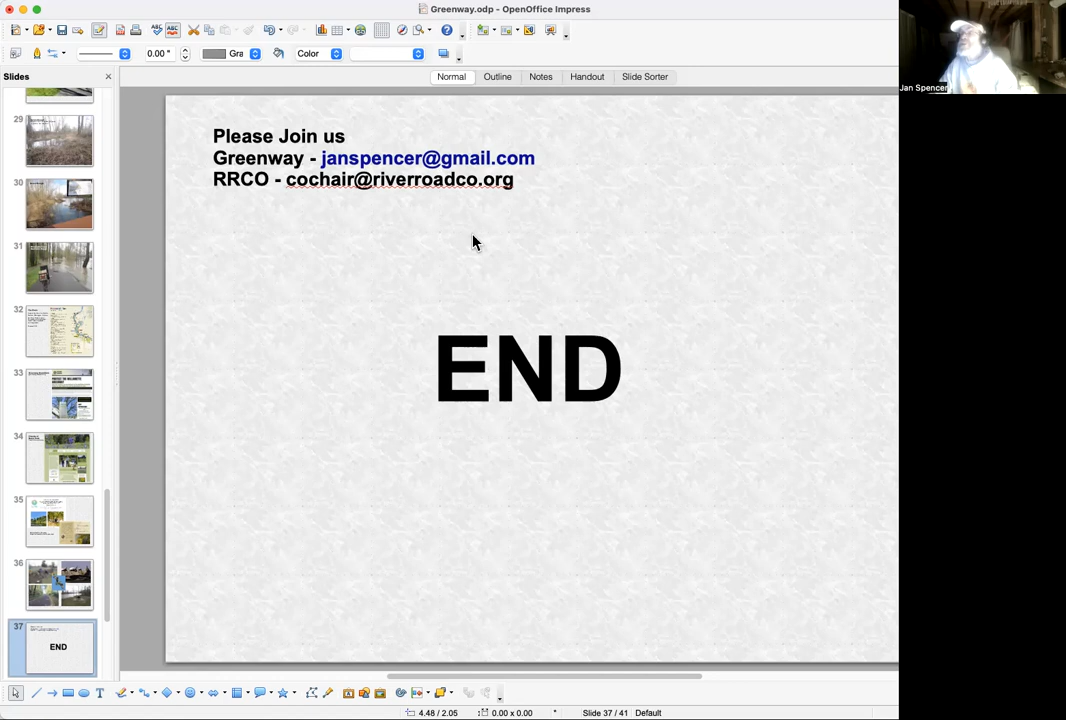 Greenway.odp - OpenOffice Impress
0.00 "
Gra
Color
Slides
Normal
Outline
Notes
Handout
Slide Sorter
Jan Spencer
29
30
31
32
33
34
35
36
37
END
Please Join us
Greenway - janspencer@gmail.com
RRCO - cochair@riverroadco.org
END
4.48 / 2.05
0.00 x 0.00
*
Slide 37 / 41
Default